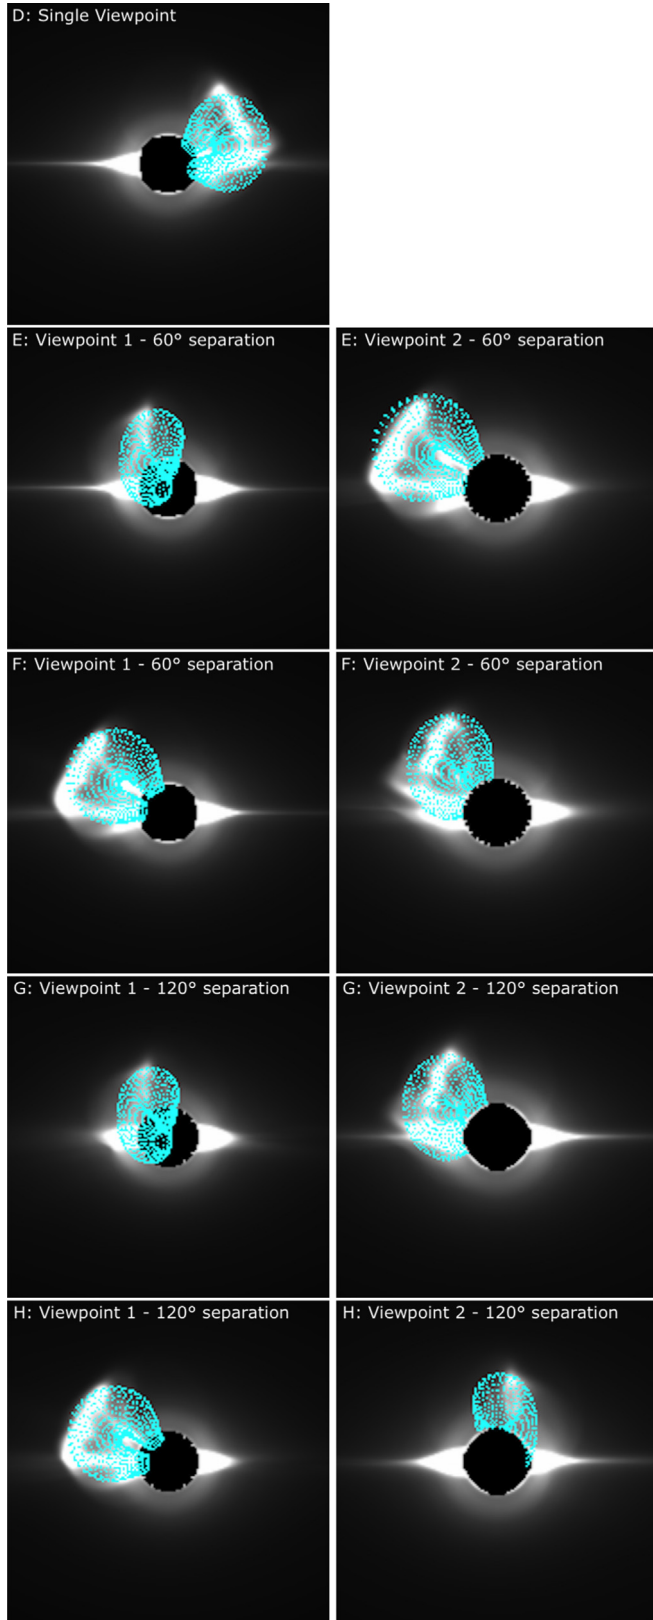 D: Single Viewpoint
E: Viewpoint 1 - 60° separation
E: Viewpoint 2 - 60° separation
F: Viewpoint 1 - 60° separation
F: Viewpoint 2 - 60° separation
G: Viewpoint 1 - 120° separation
G: Viewpoint 2 - 120° separation
H: Viewpoint 1 - 120° separation
H: Viewpoint 2 - 120° separation